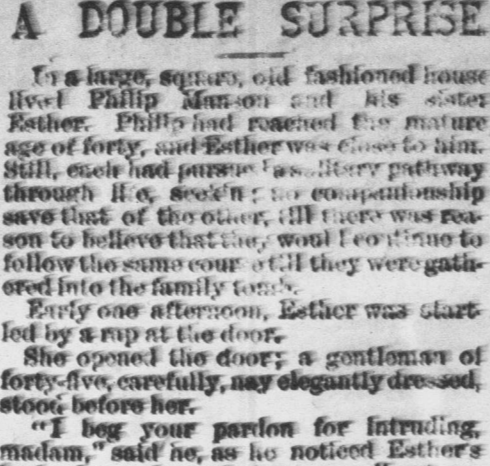 A DOUBLE SURPRISE
In a large, square, old fashioned house
lived Philip Manson and his sister
Esther. Philip had reached the mature
age of forty, and Esther was close to him.
Still, each had pursued a solitary pathway
through life, seeking no companionship
save that of the other, till there was rea-
son to believe that they would continue to
follow the same course till they were gath-
ered into the family tomb.
Early one afternoon, Esther was start-
led by a rap at the door.
She opened the door; a gentleman of
forty-five, carefully, nay elegantly dressed,
stood before her.
"I beg your pardon for intruding,
madam," said he, as he noticed Esther's